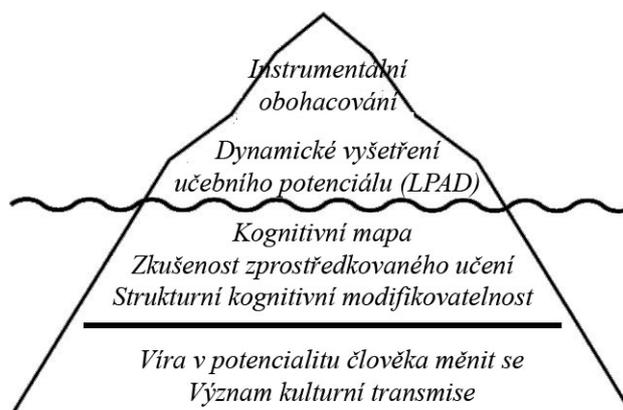 Instrumentální
obohacování
Dynamické vyšetření
učebního potenciálu (LPAD)
Kognitivní mapa
Zkušenost zprostředkovaného učení
Strukturní kognitivní modifikovatelnost
Víra v potencialitu člověka měnit se
Význam kulturní transmise